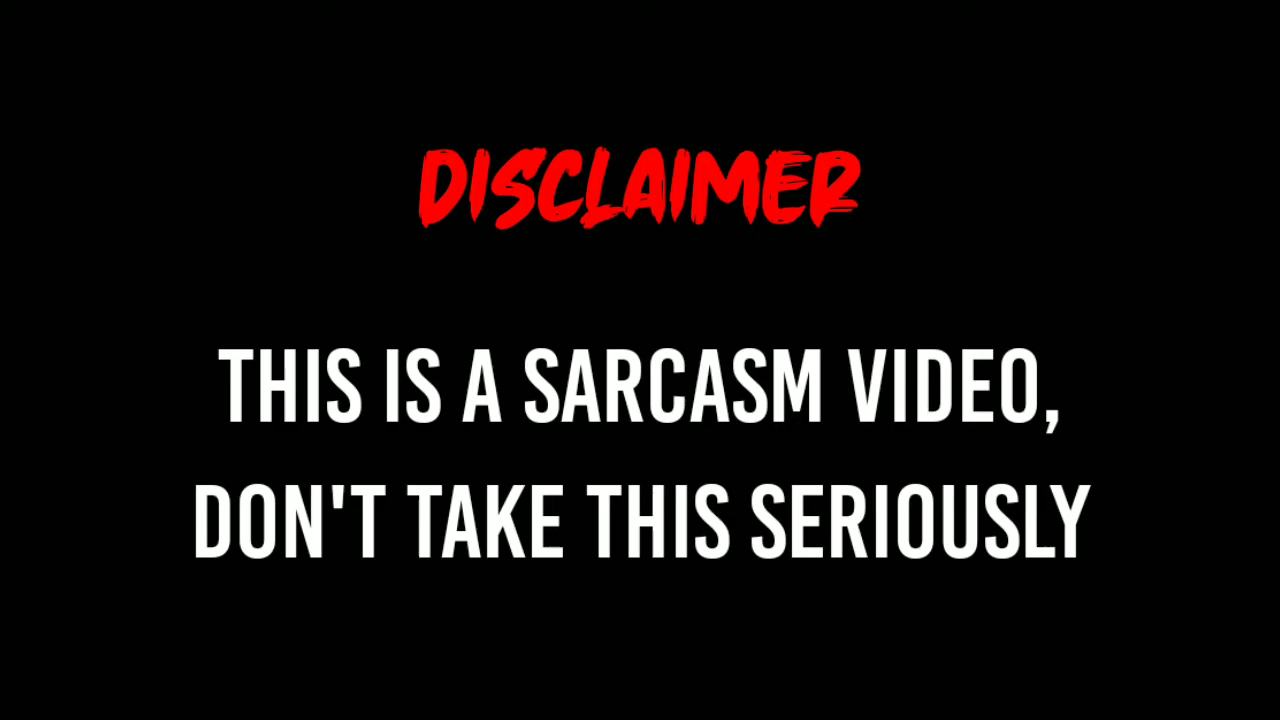 DISCLAIMER
THIS IS A SARCASM VIDEO,
DON'T TAKE THIS SERIOUSLY